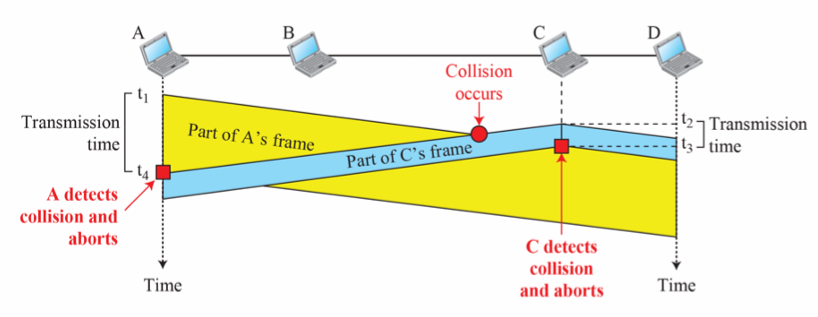 A
B
C
D
Collision
occurs
t1
Transmission
time
t4
Part of A's frame
Part of C's frame
t2
t3
Transmission
time
A detects
collision and
aborts
C detects
collision
and aborts
Time
Time